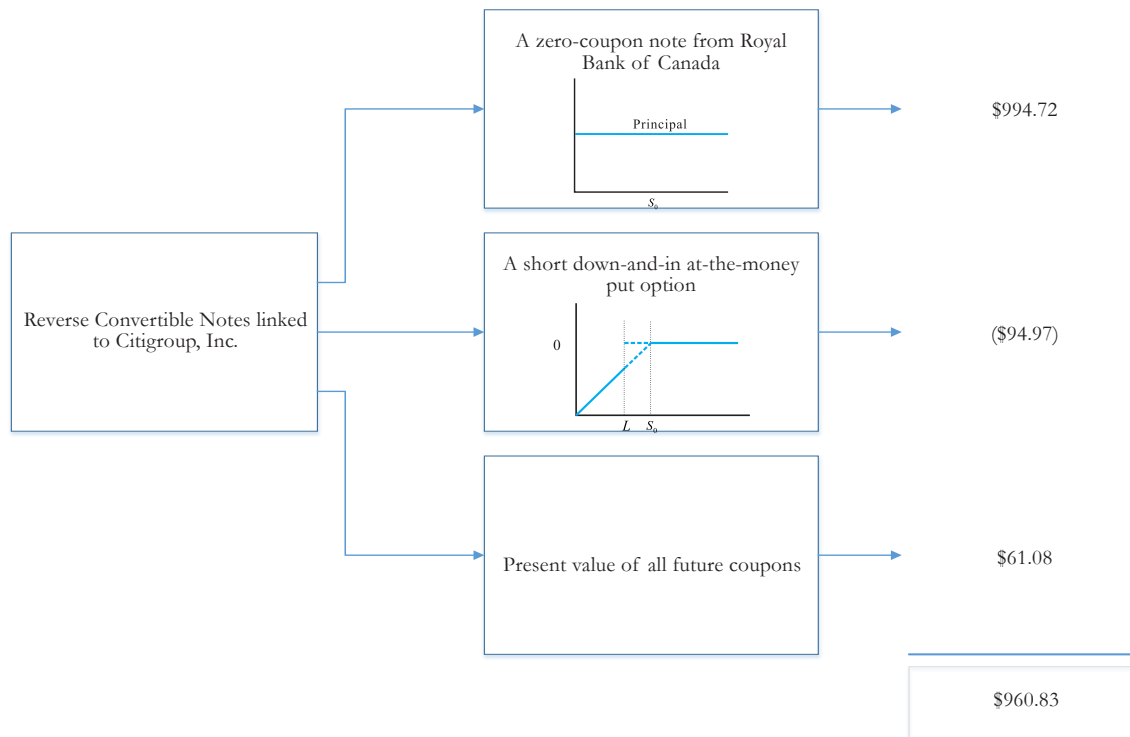 A zero-coupon note from Royal
Bank of Canada
Principal
S₀
$994.72
Reverse Convertible Notes linked
to Citigroup, Inc.
A short down-and-in at-the-money
put option
0
L S₀
($94.97)
Present value of all future coupons
$61.08
$960.83